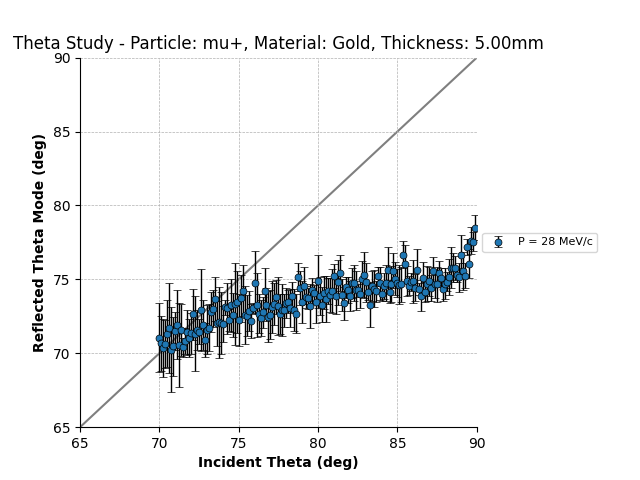 Theta Study - Particle: mu+, Material: Gold, Thickness: 5.00mm
90
85
80
75
70
65
Reflected Theta Mode (deg)
65 70 75 80 85 90
Incident Theta (deg)
P = 28 MeV/c